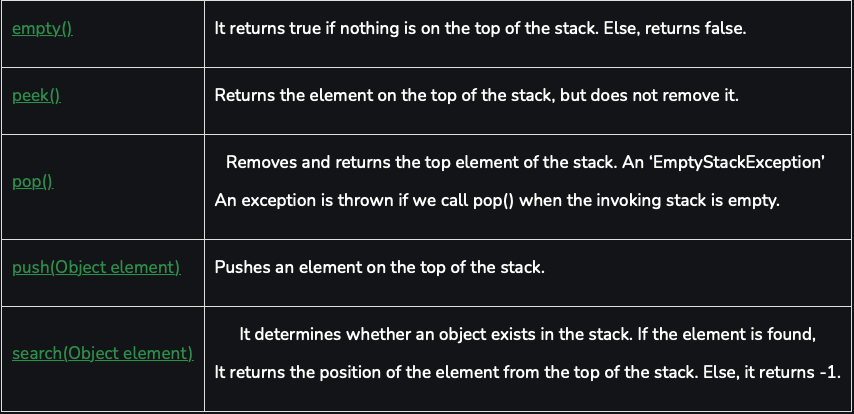 empty()
It returns true if nothing is on the top of the stack. Else, returns false.
peek()
Returns the element on the top of the stack, but does not remove it.
pop()
Removes and returns the top element of the stack. An ‘EmptyStackException’
An exception is thrown if we call pop() when the invoking stack is empty.
push(Object element)
Pushes an element on the top of the stack.
search(Object element)
It determines whether an object exists in the stack. If the element is found,
It returns the position of the element from the top of the stack. Else, it returns -1.